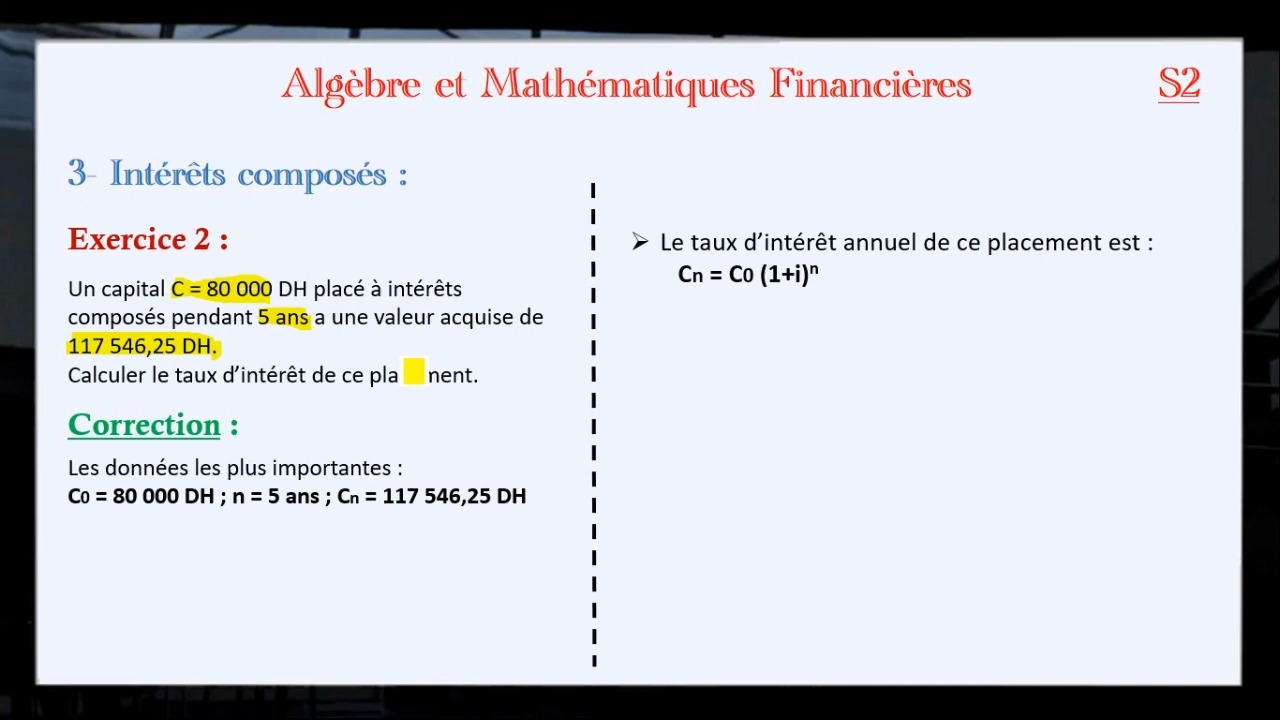 Algèbre et Mathématiques Financières
S2
3- Intérêts composés :
Exercice 2 :
Un capital C = 80 000 DH placé à intérêts
composés pendant 5 ans a une valeur acquise de
117 546,25 DH.
Calculer le taux d’intérêt de ce pla nent.
Correction :
Les données les plus importantes :
C0 = 80 000 DH ; n = 5 ans ; Cn = 117 546,25 DH
➢ Le taux d’intérêt annuel de ce placement est :
Cn = C0 (1+i)ⁿ